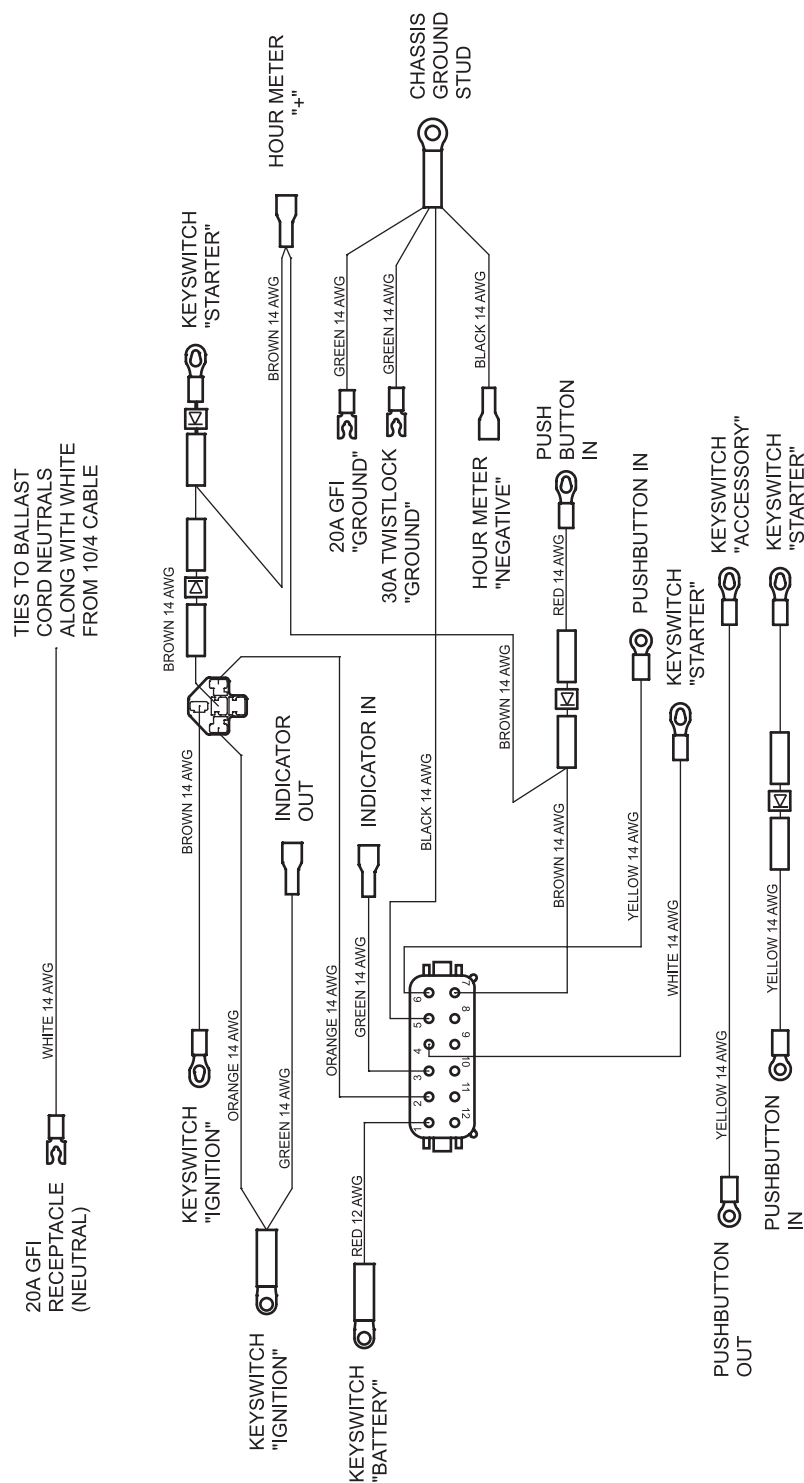 20A GFI
RECEPTACLE
(NEUTRAL)
WHITE 14 AWG
TIES TO BALLAST
CORD NEUTRALS
ALONG WITH WHITE
FROM 10/4 CABLE
KEYSWITCH
"IGNITION"
BROWN 14 AWG
BROWN 14 AWG
KEYSWITCH
"STARTER"
BROWN 14 AWG
HOUR METER
"+"
KEYSWITCH
"IGNITION"
ORANGE 14 AWG
GREEN 14 AWG
INDICATOR
OUT
ORANGE 14 AWG
GREEN 14 AWG
INDICATOR IN
KEYSWITCH
"BATTERY"
RED 12 AWG
1
2
3
4
5
6
12
11
10
9
8
7
BLACK 14 AWG
GREEN 14 AWG
20A GFI
"GROUND"
GREEN 14 AWG
30A TWISTLOCK
"GROUND"
BLACK 14 AWG
HOUR METER
"NEGATIVE"
CHASSIS
GROUND
STUD
BROWN 14 AWG
BROWN 14 AWG
RED 14 AWG
PUSH
BUTTON
IN
YELLOW 14 AWG
PUSHBUTTON IN
WHITE 14 AWG
KEYSWITCH
"STARTER"
PUSHBUTTON
OUT
YELLOW 14 AWG
KEYSWITCH
"ACCESSORY"
PUSHBUTTON
IN
YELLOW 14 AWG
KEYSWITCH
"STARTER"